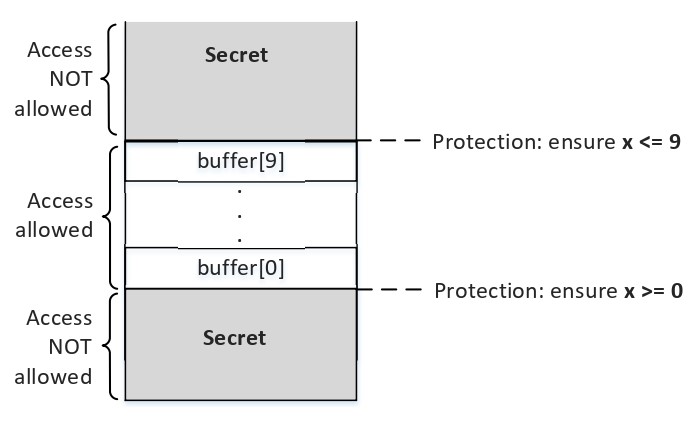 Access
NOT
allowed
Secret
Protection: ensure x <= 9
buffer[9]
Access
allowed
.
.
.
buffer[0]
Protection: ensure x >= 0
Access
NOT
allowed
Secret